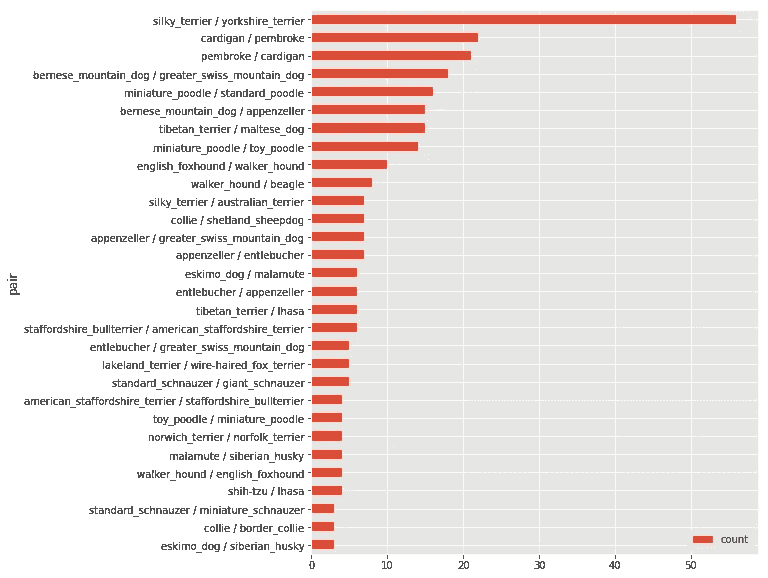 silky_terrier / yorkshire_terrier
cardigan / pembroke
pembroke / cardigan
bernese_mountain_dog / greater_swiss_mountain_dog
miniature_poodle / standard_poodle
bernese_mountain_dog / appenzeller
tibetan_terrier / maltese_dog
miniature_poodle / toy_poodle
english_foxhound / walker_hound
walker_hound / beagle
silky_terrier / australian_terrier
collie / shetland_sheepdog
appenzeller / greater_swiss_mountain_dog
appenzeller / entlebucher
eskimo_dog / malamute
entlebucher / appenzeller
tibetan_terrier / lhasa
staffordshire_bullterrier / american_staffordshire_terrier
entlebucher / greater_swiss_mountain_dog
lakeland_terrier / wire-haired_fox_terrier
standard_schnauzer / giant_schnauzer
american_staffordshire_terrier / staffordshire_bullterrier
toy_poodle / miniature_poodle
norwich_terrier / norfolk_terrier
malamute / siberian_husky
walker_hound / english_foxhound
shih-tzu / lhasa
standard_schnauzer / miniature_schnauzer
collie / border_collie
eskimo_dog / siberian_husky
pair
count
0 10 20 30 40 50